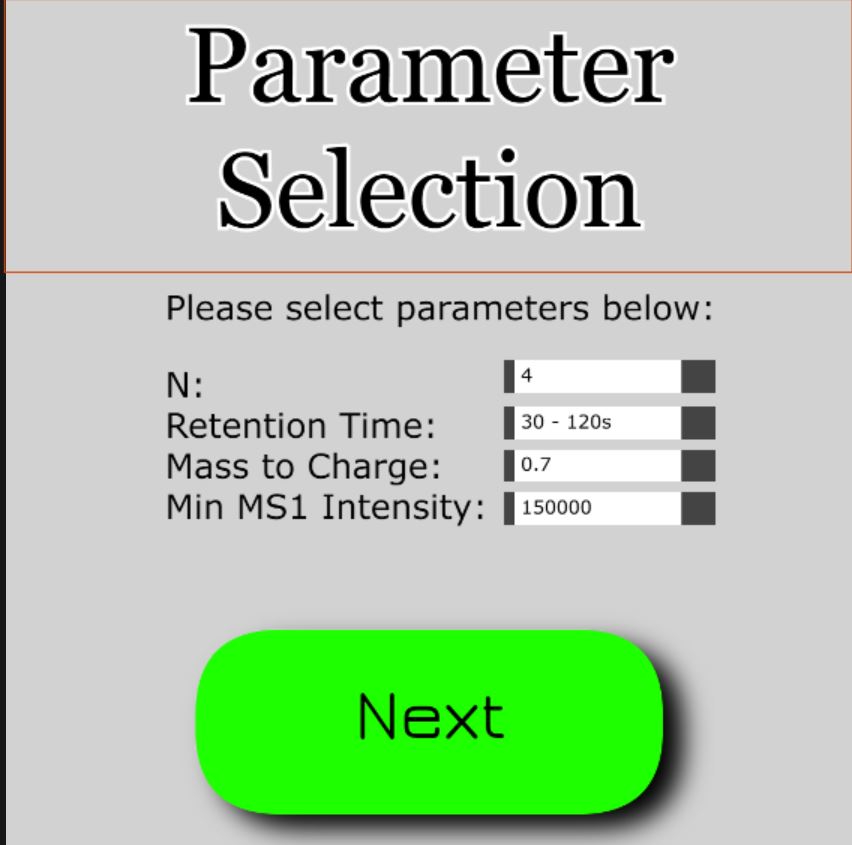 Parameter
Selection
Please select parameters below:
N: 4
Retention Time: 30 - 120s
Mass to Charge: 0.7
Min MS1 Intensity: 150000
Next